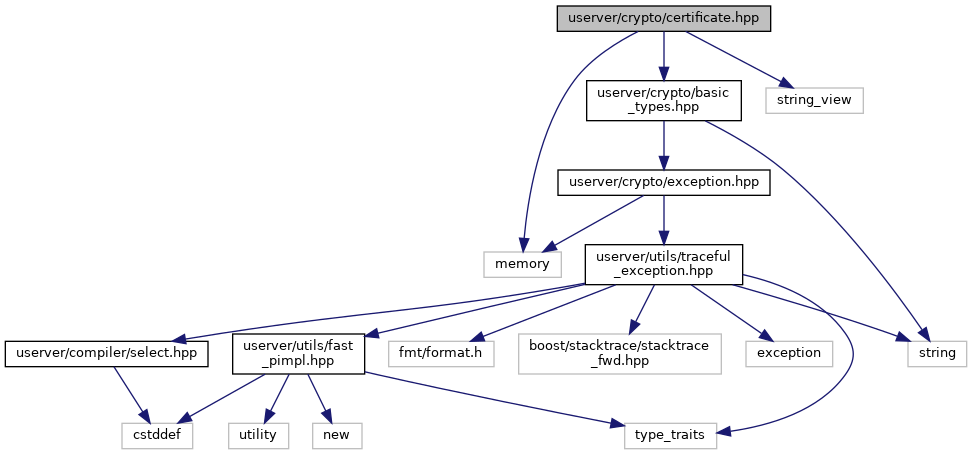 userver/crypto/certificate.hpp
userver/crypto/basic
_types.hpp
string_view
userver/crypto/exception.hpp
memory
userver/utils/traceful
_exception.hpp
userver/compiler/select.hpp
userver/utils/fast
_pimpl.hpp
fmt/format.h
boost/stacktrace/stacktrace
_fwd.hpp
exception
string
cstddef
utility
new
type_traits